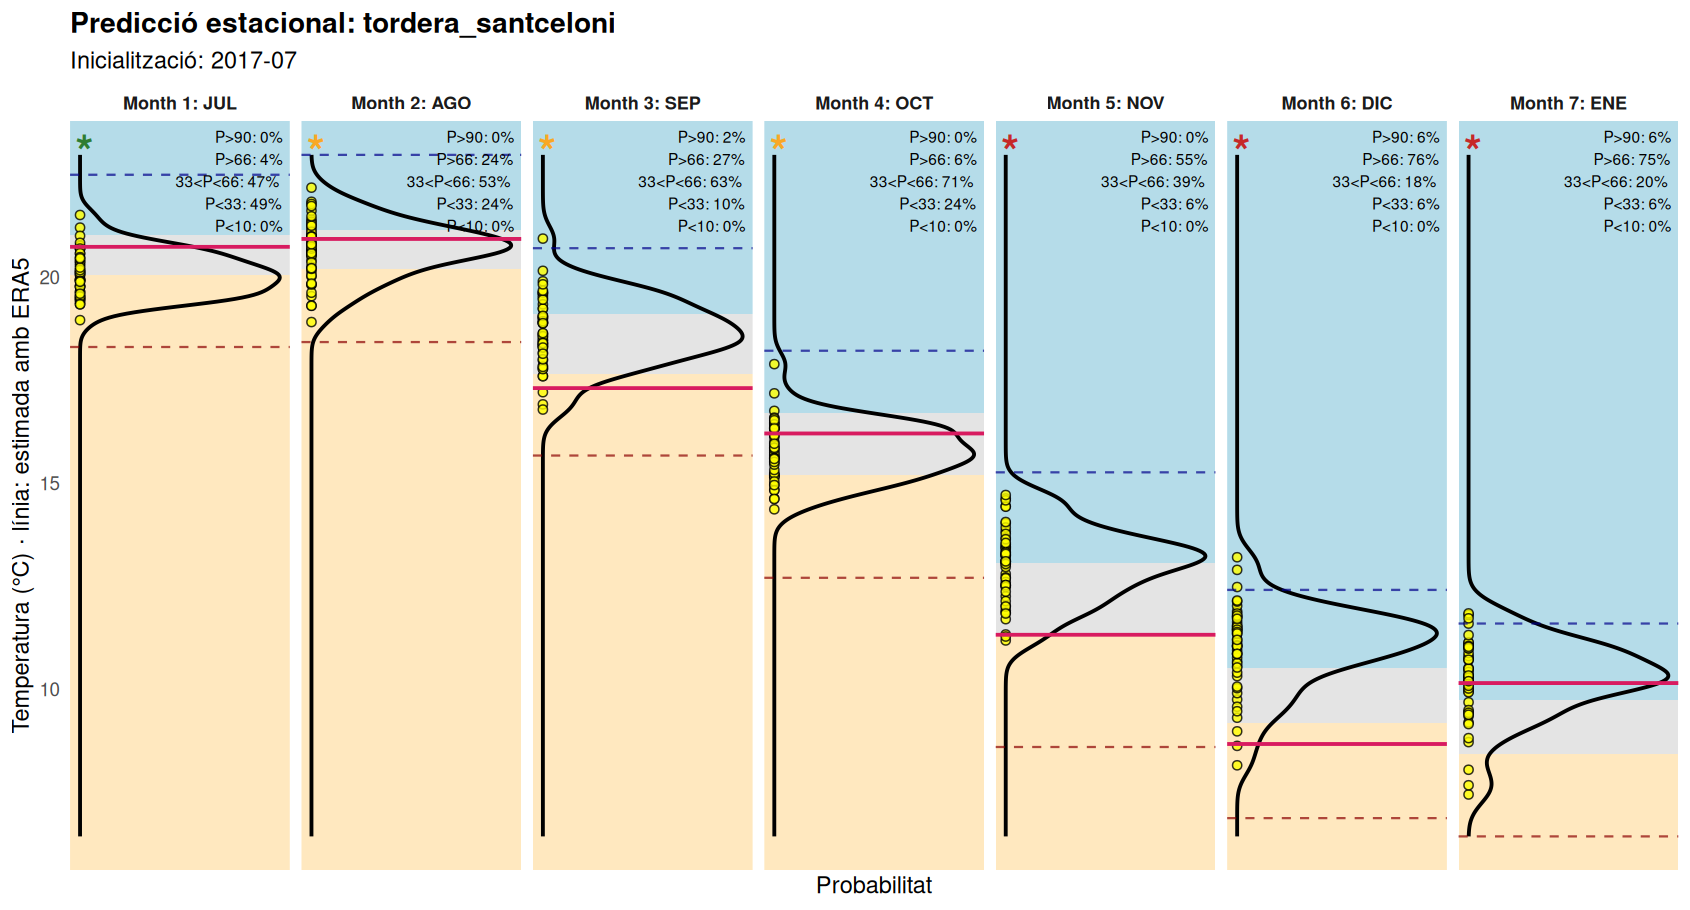 Predicció estacional: tordera_santceloni
Inicialització: 2017-07
Month 1: JUL
Month 2: AGO
Month 3: SEP
Month 4: OCT
Month 5: NOV
Month 6: DIC
Month 7: ENE
*
P>90: 0%
P>66: 4%
33<P<66: 47%
P<33: 49%
P<10: 0%
*
P>90: 0%
P>66: 24%
33<P<66: 53%
P<33: 24%
P<10: 0%
*
P>90: 2%
P>66: 27%
33<P<66: 63%
P<33: 10%
P<10: 0%
*
P>90: 0%
P>66: 6%
33<P<66: 71%
P<33: 24%
P<10: 0%
*
P>90: 0%
P>66: 55%
33<P<66: 39%
P<33: 6%
P<10: 0%
*
P>90: 6%
P>66: 76%
33<P<66: 18%
P<33: 6%
P<10: 0%
*
P>90: 6%
P>66: 75%
33<P<66: 20%
P<33: 6%
P<10: 0%
Temperatura (°C) · línia: estimada amb ERA5
20
15
10
Probabilitat